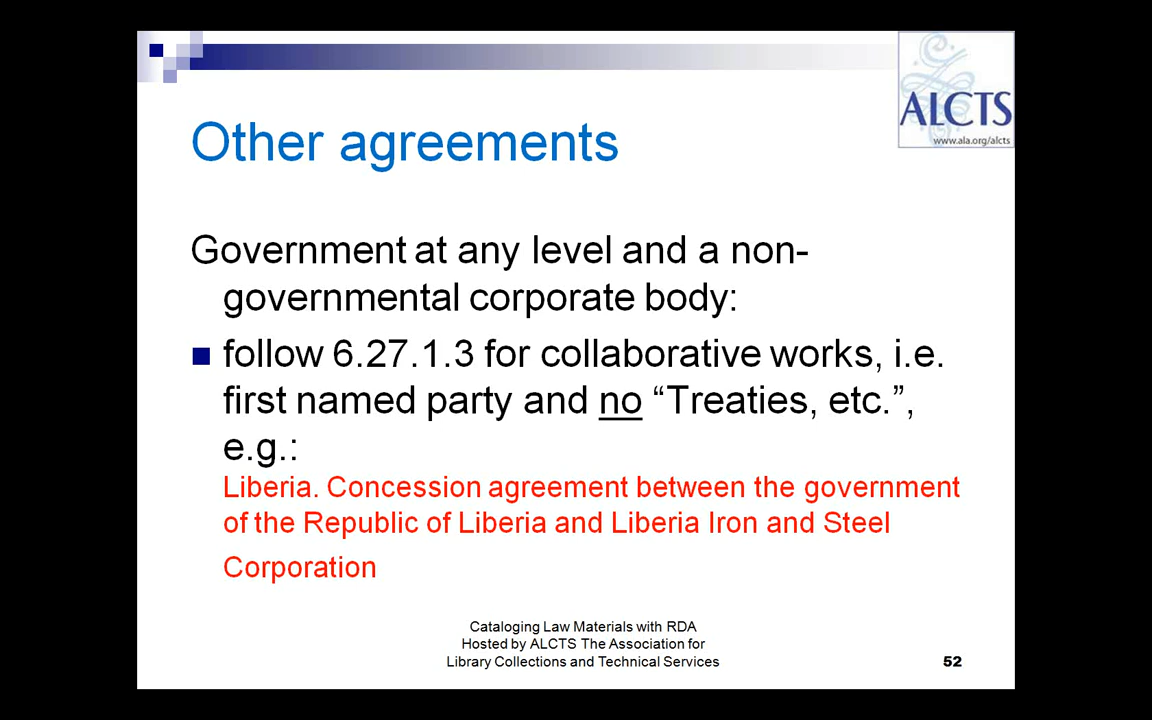 ALCTS
www.ala.org/alcts
Other agreements
Government at any level and a non-
governmental corporate body:
follow 6.27.1.3 for collaborative works, i.e.
first named party and no “Treaties, etc.”,
e.g.:
Liberia. Concession agreement between the government
of the Republic of Liberia and Liberia Iron and Steel
Corporation
Cataloging Law Materials with RDA
Hosted by ALCTS The Association for
Library Collections and Technical Services
52